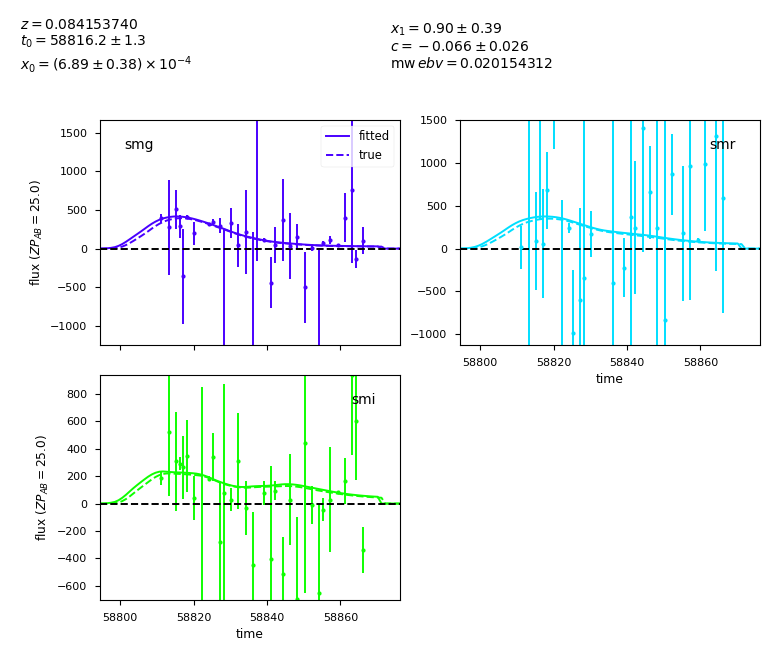 z = 0.084153740
t₀ = 58816.2 ± 1.3
x₀ = (6.89 ± 0.38) × 10⁻⁴
x₁ = 0.90 ± 0.39
c = −0.066 ± 0.026
mw ebv = 0.020154312
smg
fitted
true
1500
1000
500
0
−500
−1000
flux (ZP_AB = 25.0)
smr
1500
1000
500
0
−500
−1000
58800 58820 58840 58860
time
smi
800
600
400
200
0
−200
−400
−600
flux (ZP_AB = 25.0)
58800 58820 58840 58860
time